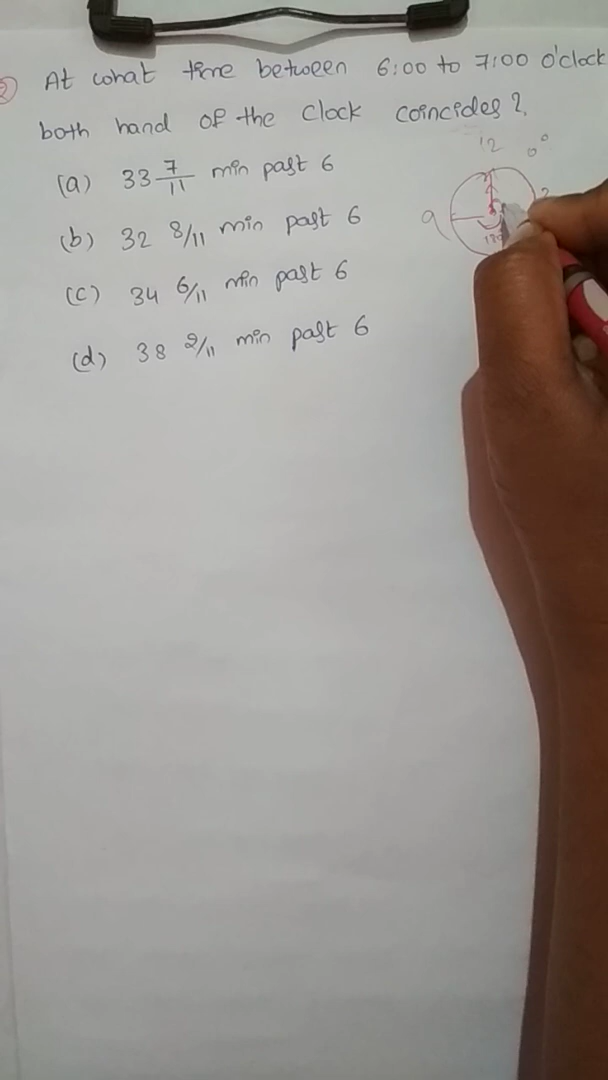 At what time between 6:00 to 7:00 o'clock
both hand of the clock coincides?
(a) 33 7/11 min past 6
(b) 32 8/11 min past 6
(c) 34 6/11 min past 6
(d) 38 2/11 min past 6
12 0°
9